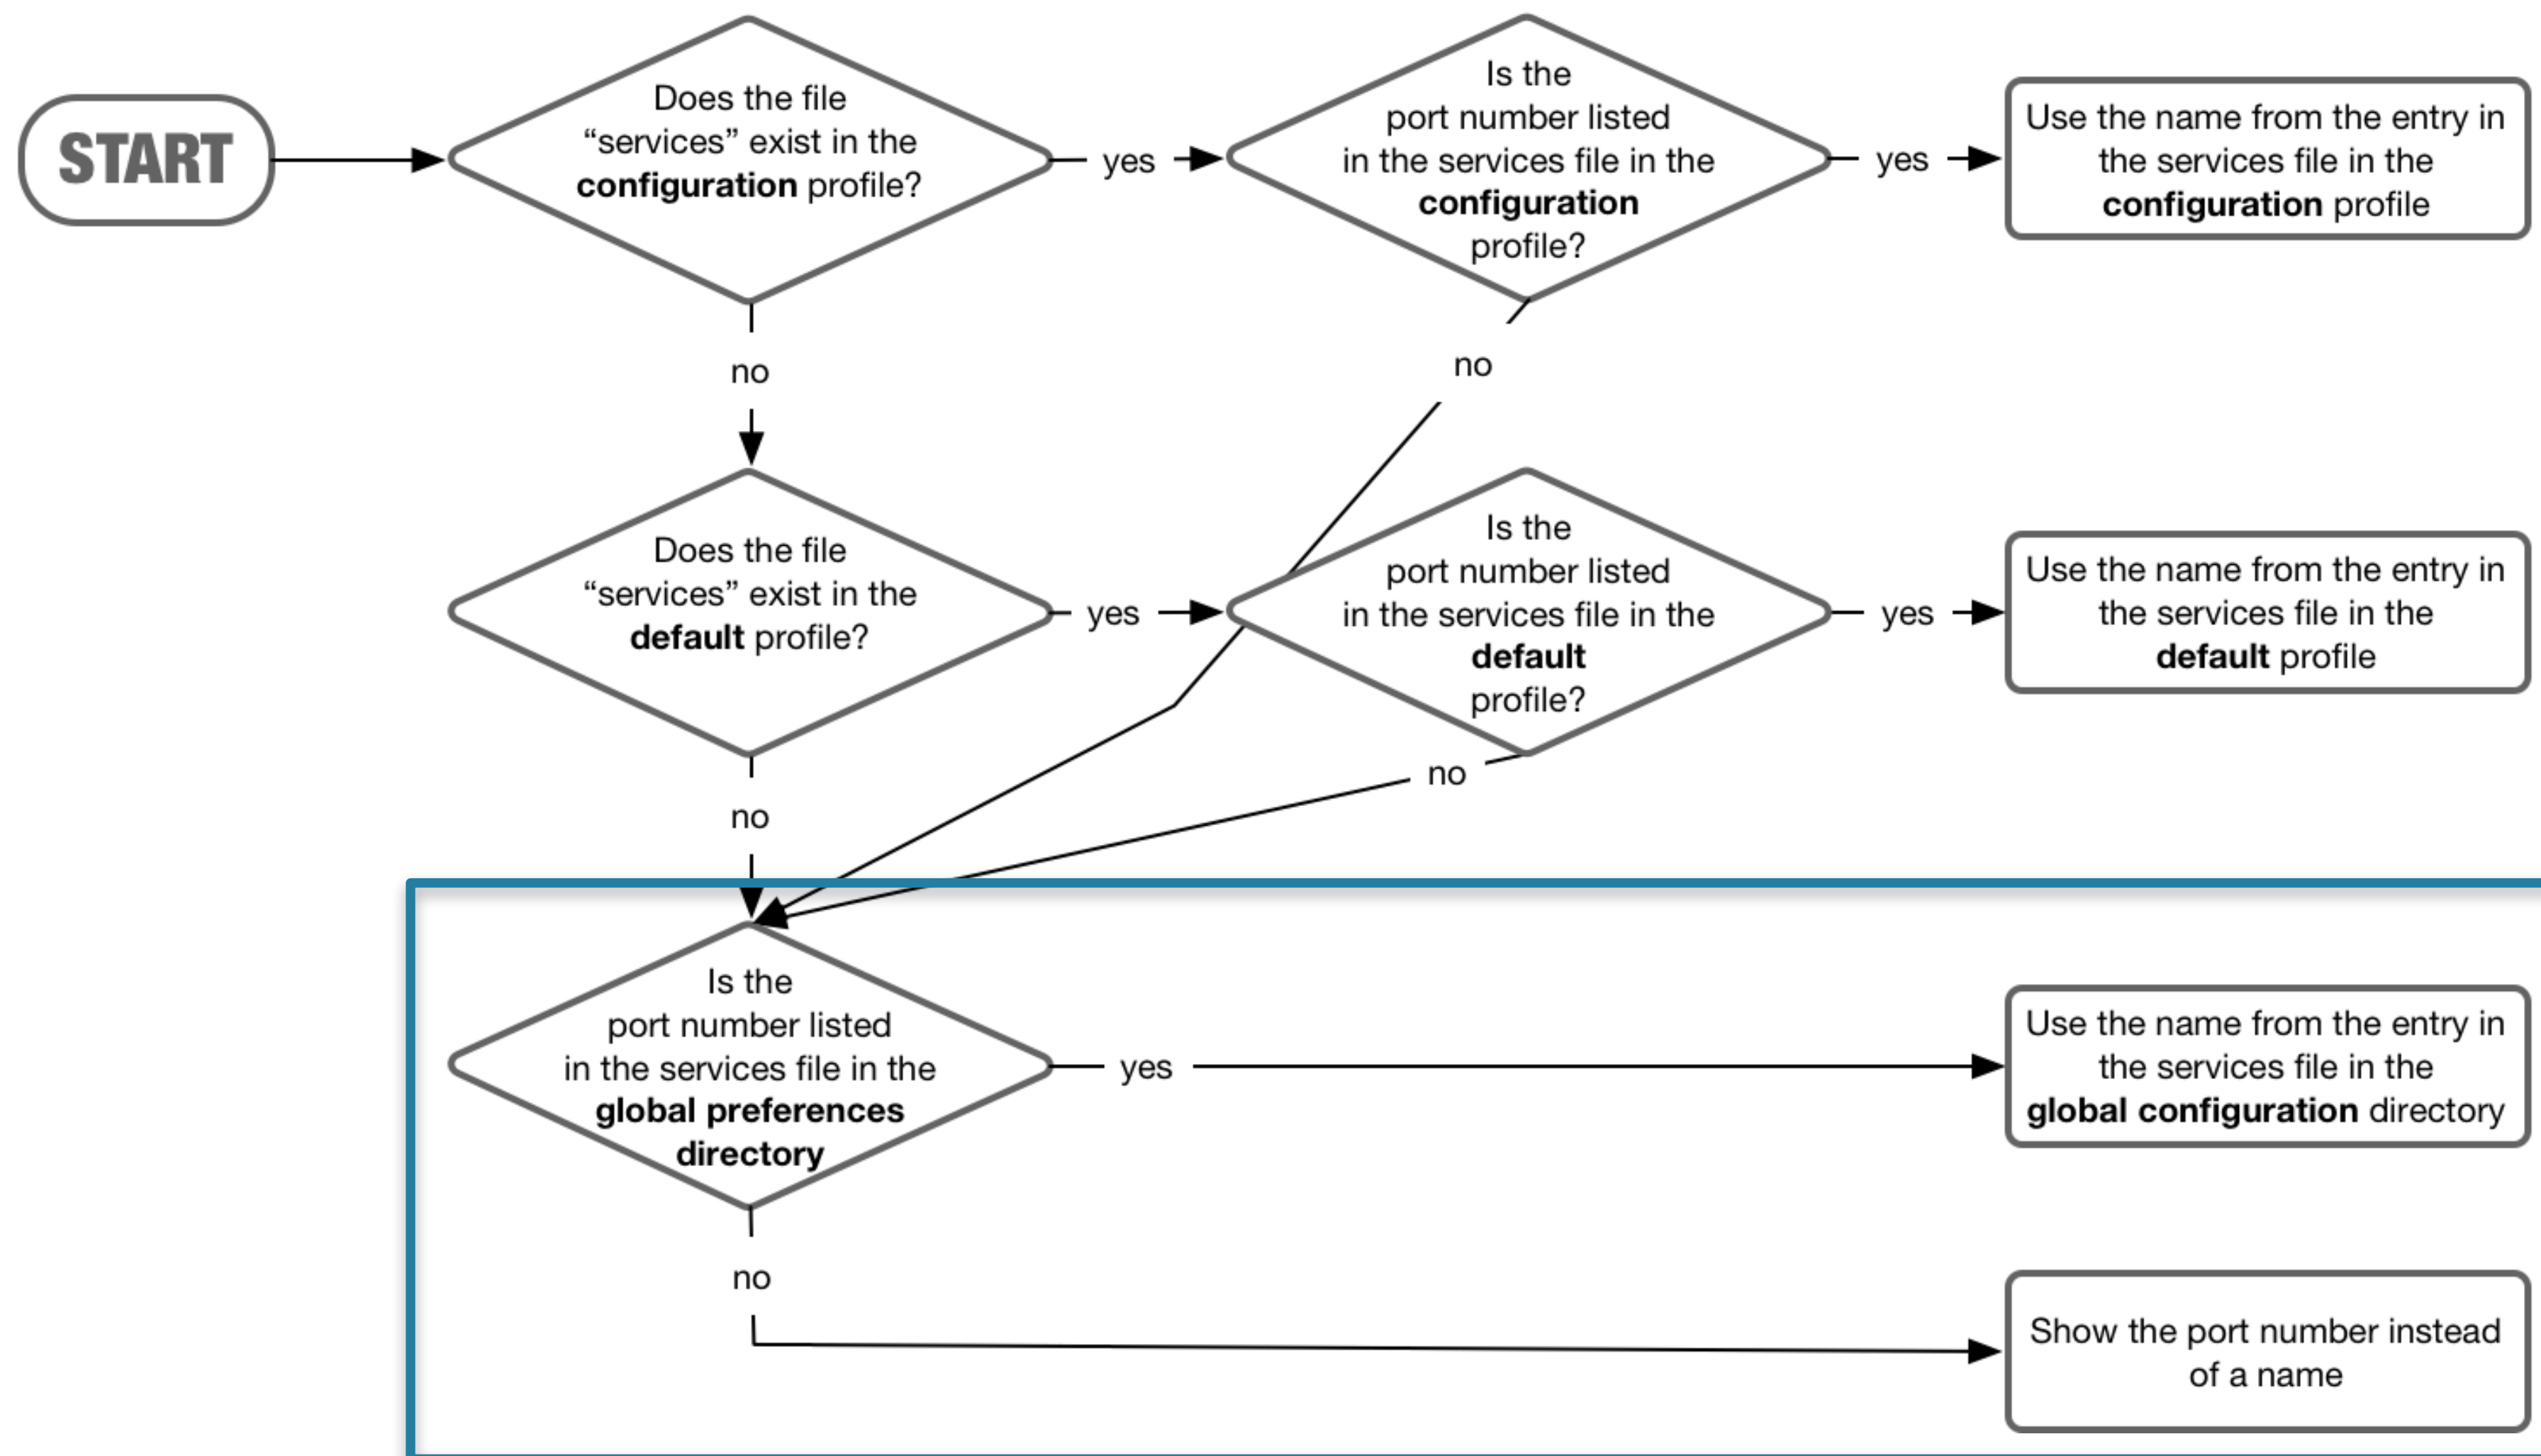 START
Does the file
“services” exist in the
configuration profile?
yes
Is the
port number listed
in the services file in the
configuration
profile?
yes
Use the name from the entry in
the services file in the
configuration profile
no
no
Does the file
“services” exist in the
default profile?
yes
Is the
port number listed
in the services file in the
default
profile?
yes
Use the name from the entry in
the services file in the
default profile
no
no
Is the
port number listed
in the services file in the
global preferences
directory
yes
Use the name from the entry in
the services file in the
global configuration directory
no
Show the port number instead
of a name